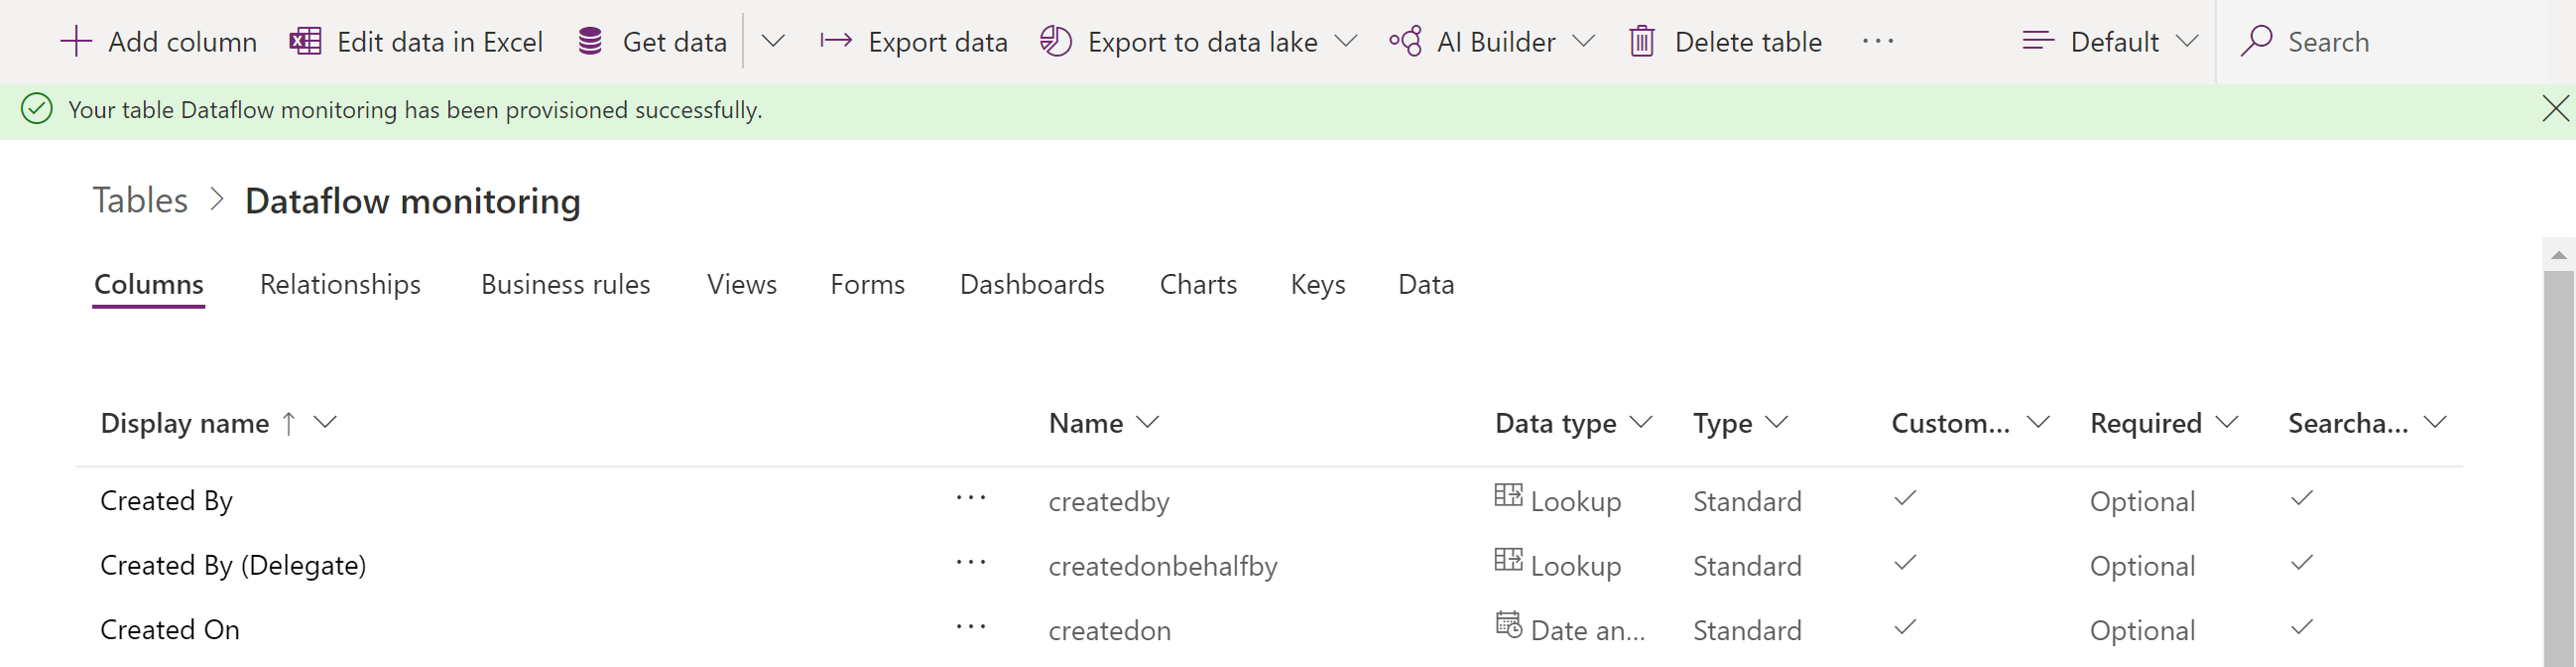 Add column Edit data in Excel Get data Export data Export to data lake AI Builder Delete table ··· Default Search
Your table Dataflow monitoring has been provisioned successfully.
Tables > Dataflow monitoring
Columns Relationships Business rules Views Forms Dashboards Charts Keys Data
Display name ↑ Name Data type Type Custom... Required Searcha...
Created By ··· createdby Lookup Standard ✓ Optional ✓
Created By (Delegate) ··· createdonbehalfby Lookup Standard ✓ Optional ✓
Created On ··· createdon Date an... Standard ✓ Optional ✓